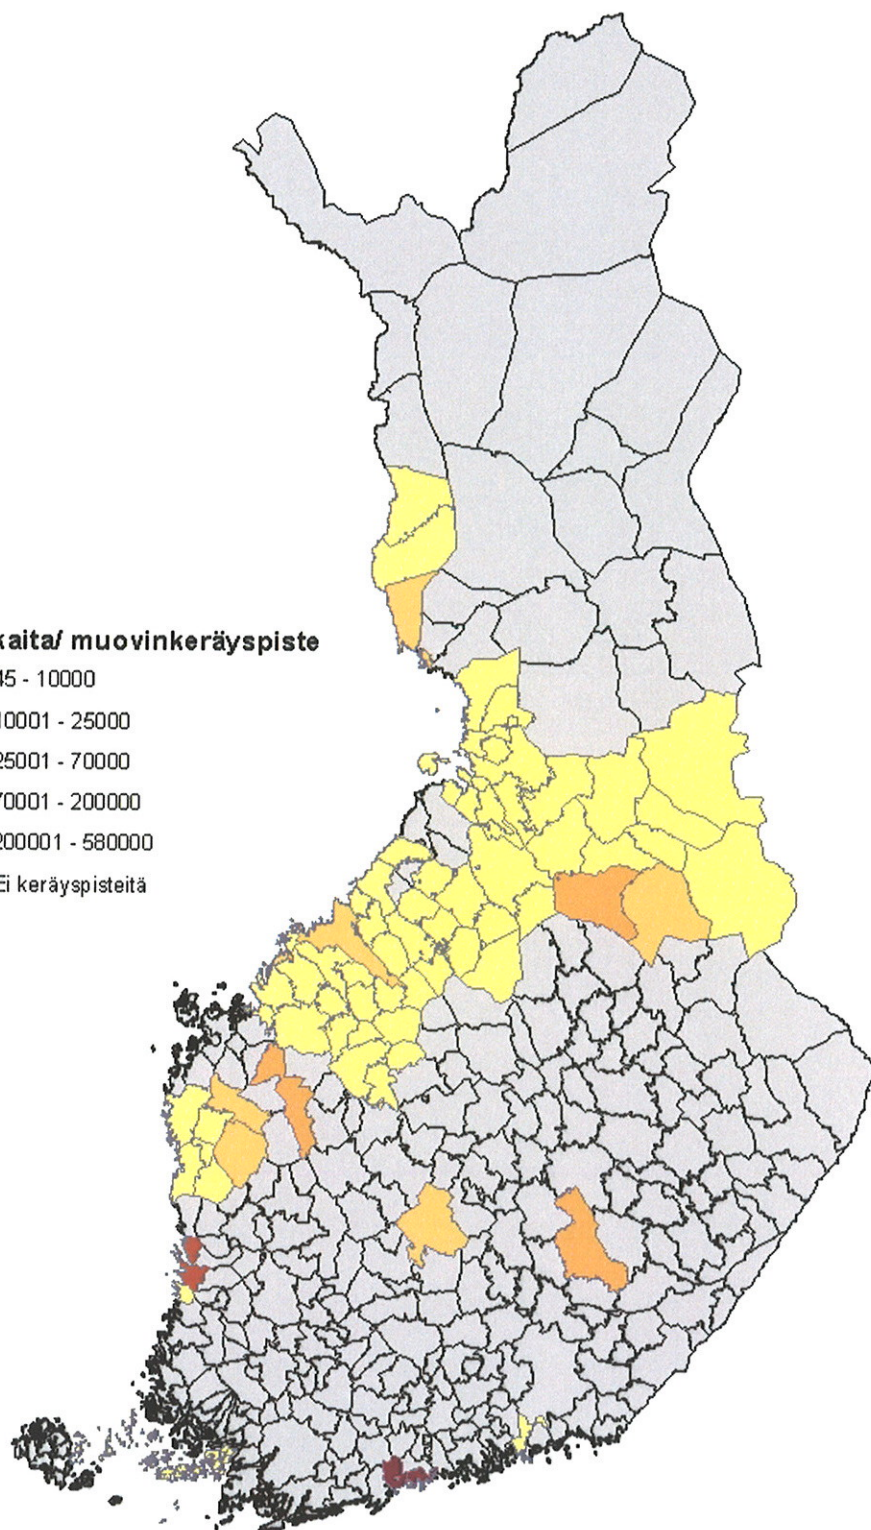 kaita/ muovinkeräyspiste
45 - 10000
10001 - 25000
25001 - 70000
70001 - 200000
200001 - 580000
Ei keräyspisteitä